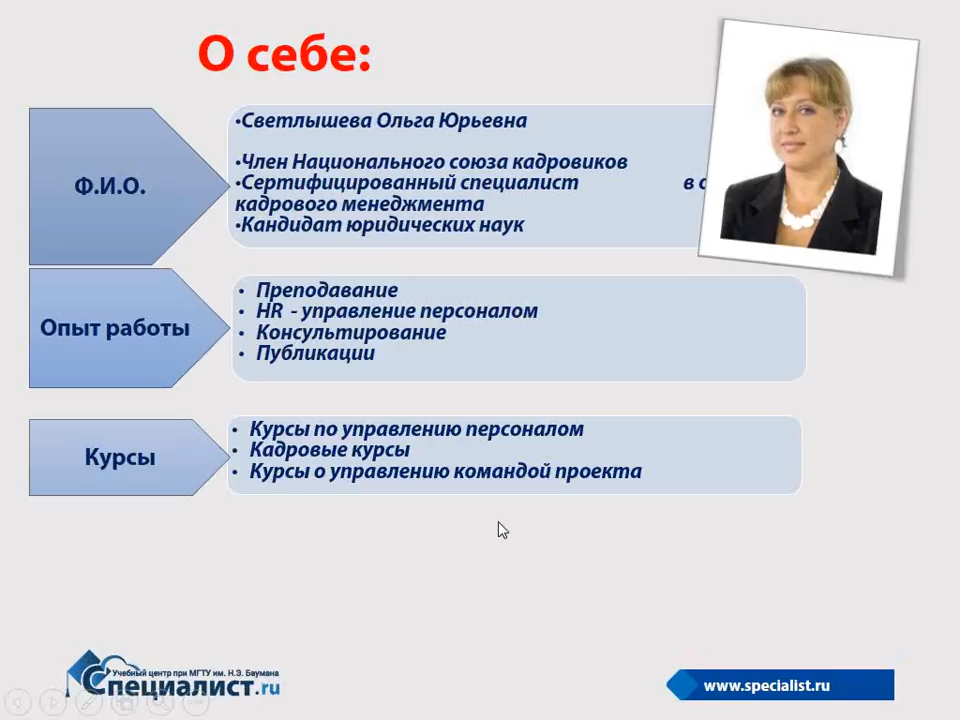 О себе:
Ф.И.О.
•Светлышева Ольга Юрьевна
•Член Национального союза кадровиков
•Сертифицированный специалист в
кадрового менеджмента
•Кандидат юридических наук
Опыт работы
• Преподавание
• HR - управление персоналом
• Консультирование
• Публикации
Курсы
• Курсы по управлению персоналом
• Кадровые курсы
• Курсы о управлению командой проекта
Учебный центр при МГТУ им. Н.Э. Баумана
Специалист.ru
www.specialist.ru